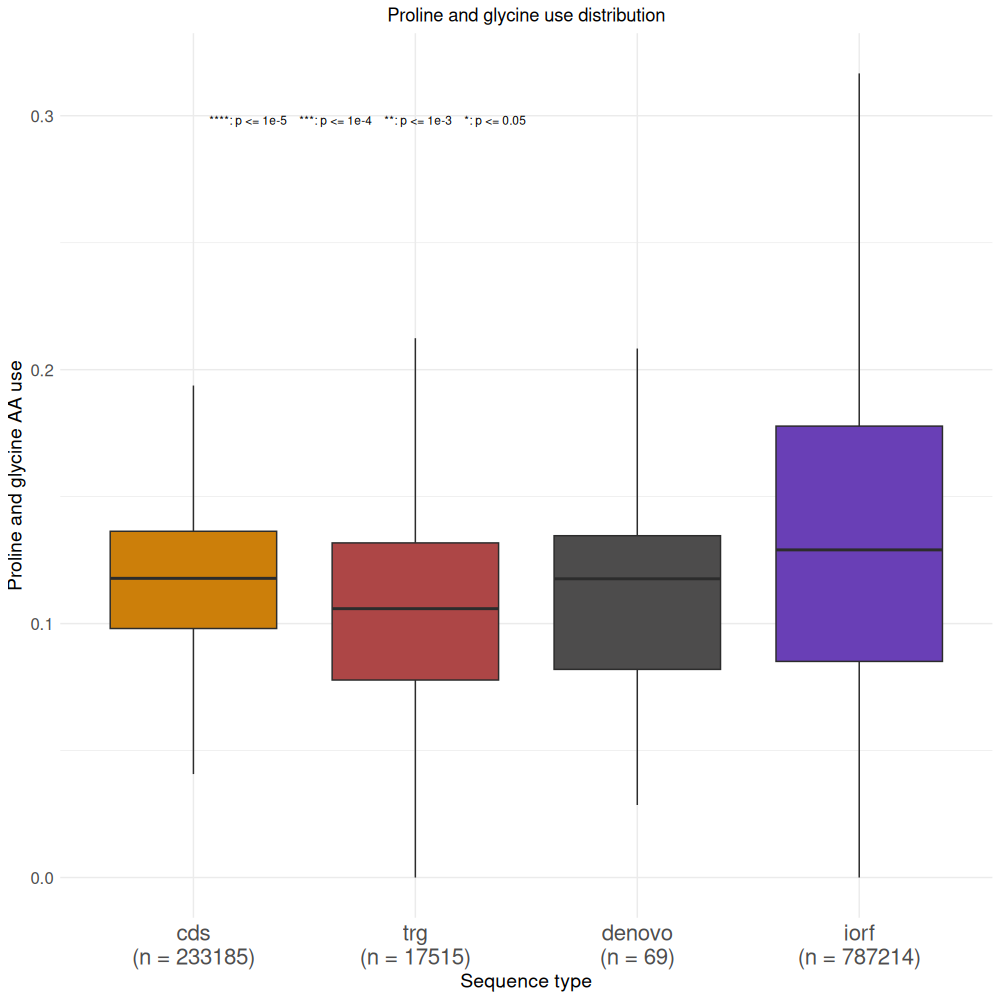 Proline and glycine use distribution
****: p <= 1e-5 ***: p <= 1e-4 **: p <= 1e-3 *: p <= 0.05
Proline and glycine AA use
0.3
0.2
0.1
0.0
cds trg denovo iorf
(n = 233185) (n = 17515) (n = 69) (n = 787214)
Sequence type